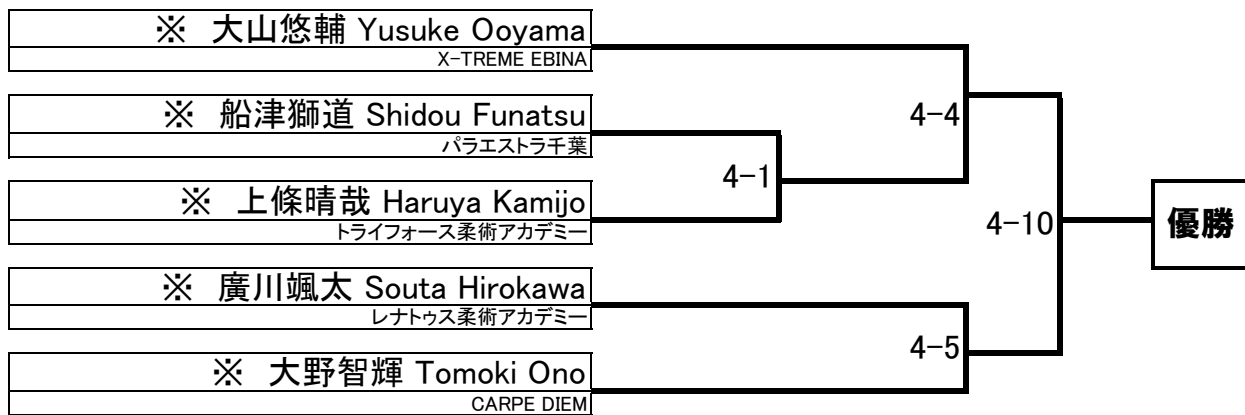 ※ 大山悠輔 Yusuke Ooyama
X-TREME EBINA
※ 船津獅道 Shidou Funatsu
パラエストラ千葉
※ 上條晴哉 Haruya Kamijo
トライフォース柔術アカデミー
※ 廣川颯太 Souta Hirokawa
レナトゥス柔術アカデミー
※ 大野智輝 Tomoki Ono
CARPE DIEM
4-1
4-4
4-5
4-10
優勝